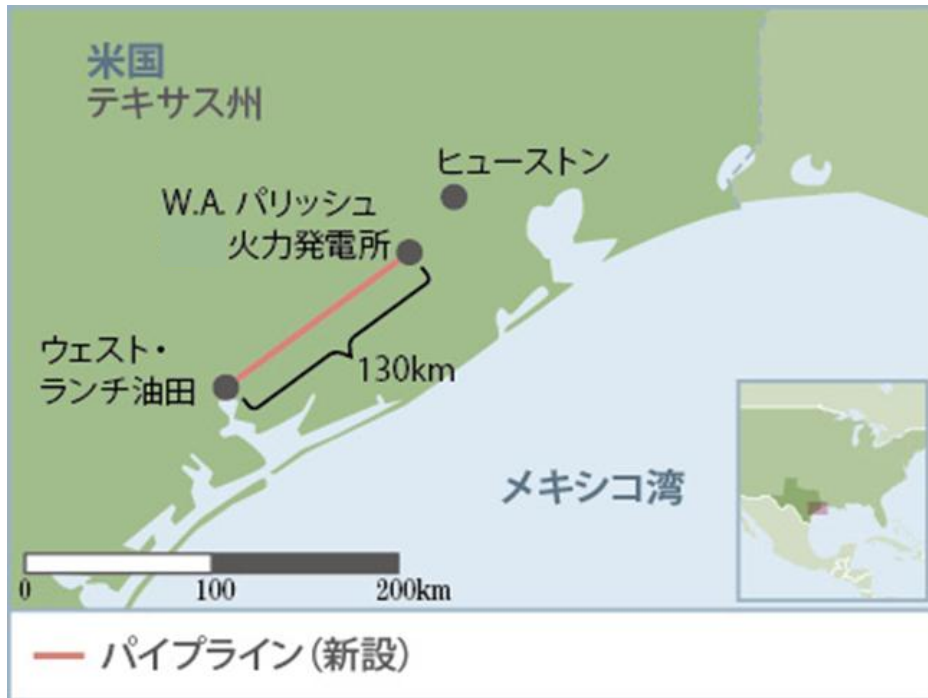 米国
テキサス州
ヒューストン
W.A. パリッシュ
火力発電所
ウェスト・
ランチ油田
130km
メキシコ湾
0 100 200km
パイプライン(新設)